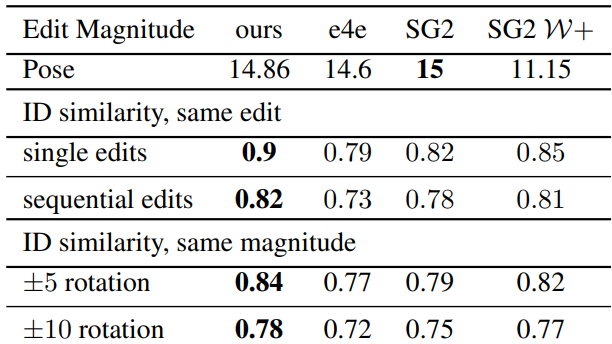 Edit Magnitude ours e4e SG2 SG2 𝒲+
Pose 14.86 14.6 15 11.15
ID similarity, same edit
single edits 0.9 0.79 0.82 0.85
sequential edits 0.82 0.73 0.78 0.81
ID similarity, same magnitude
±5 rotation 0.84 0.77 0.79 0.82
±10 rotation 0.78 0.72 0.75 0.77